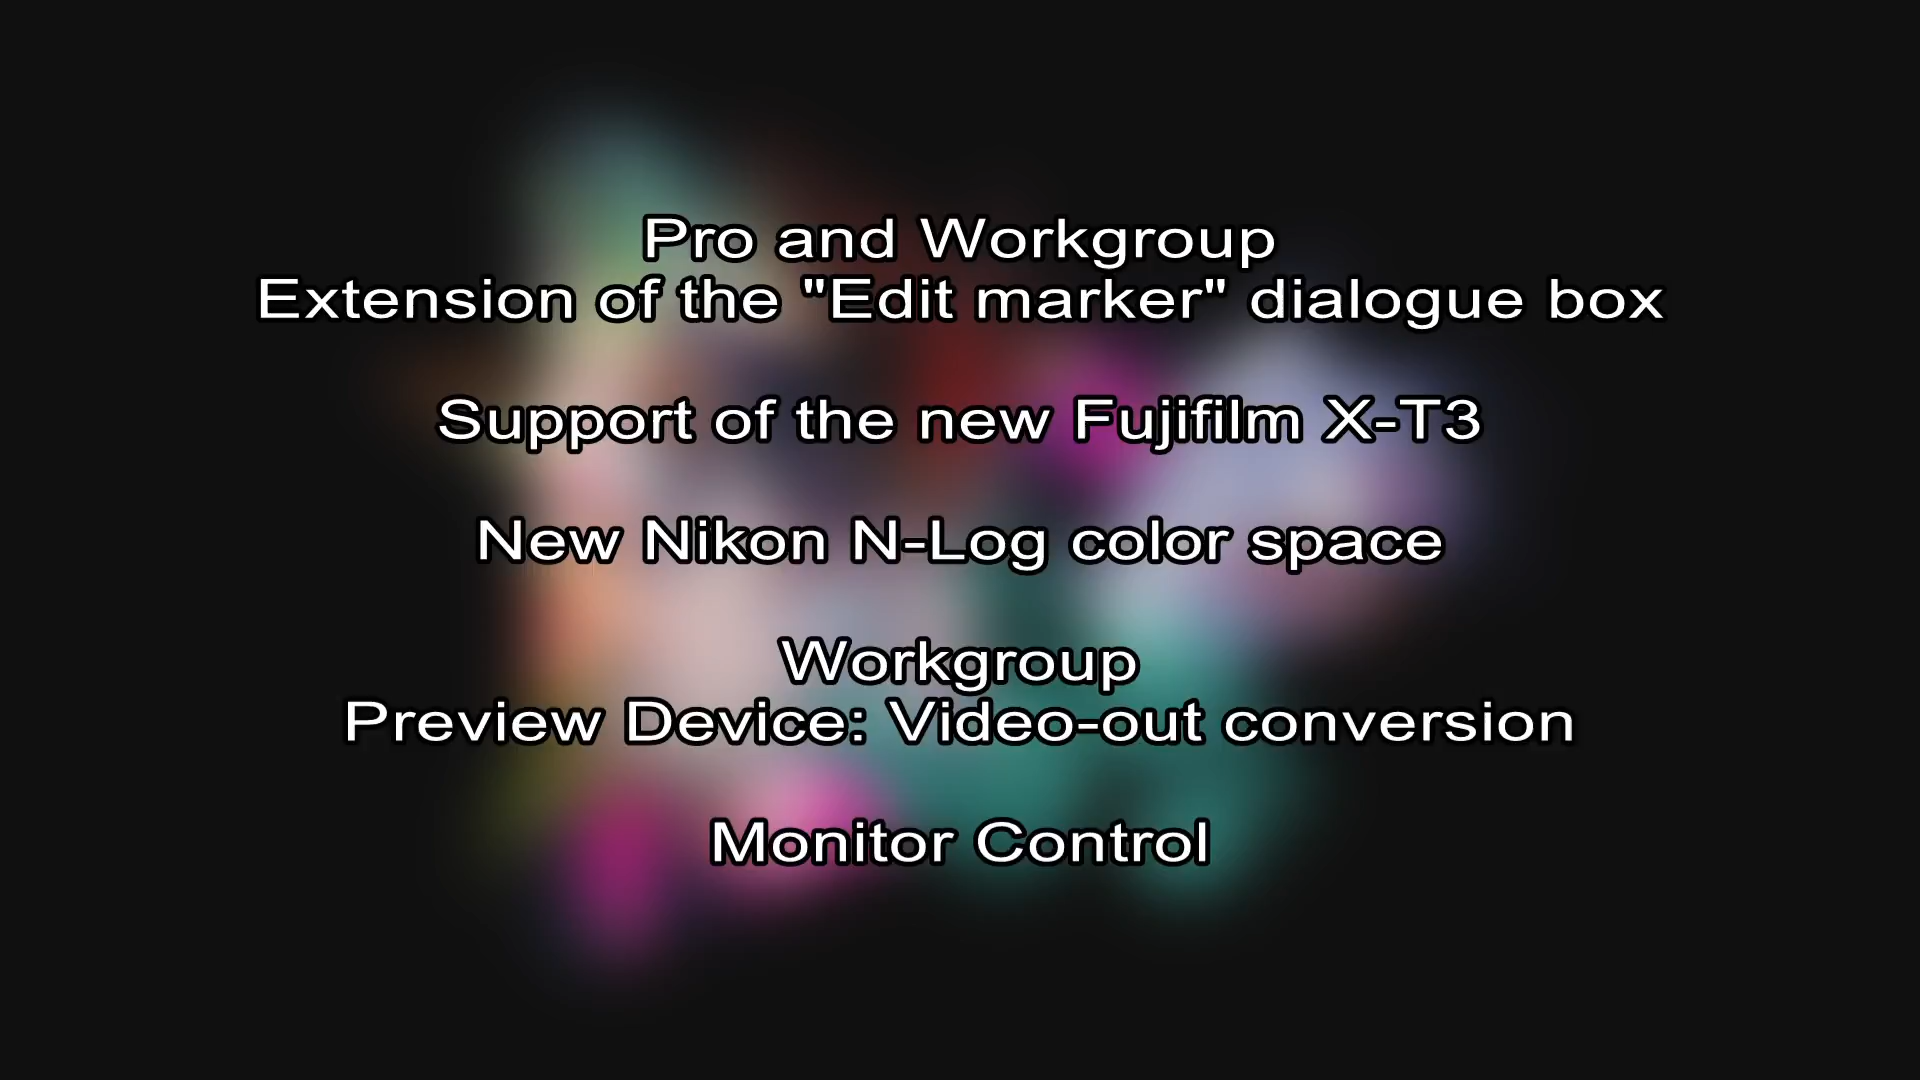 Pro and Workgroup
Extension of the "Edit marker" dialogue box
Support of the new Fujifilm X-T3
New Nikon N-Log color space
Workgroup
Preview Device: Video-out conversion
Monitor Control